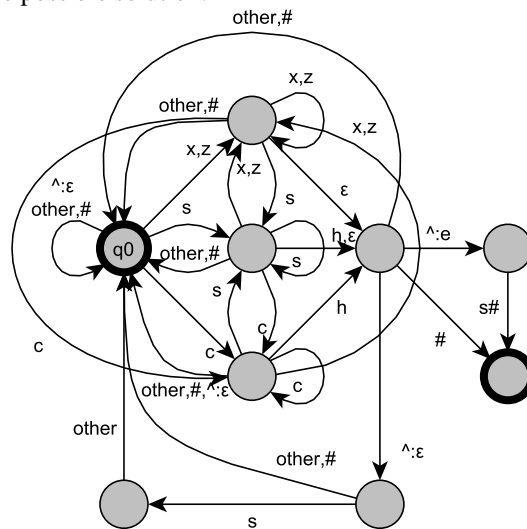 other,#
x,z
other,#
x,z
x,z
x,z
^:ε
other,#
s
s
ε
q0
other,#
h,ε
^:e
s
s
h
s#
c
c
c
#
other,#,^:ε
c
other
other,#
^:ε
s